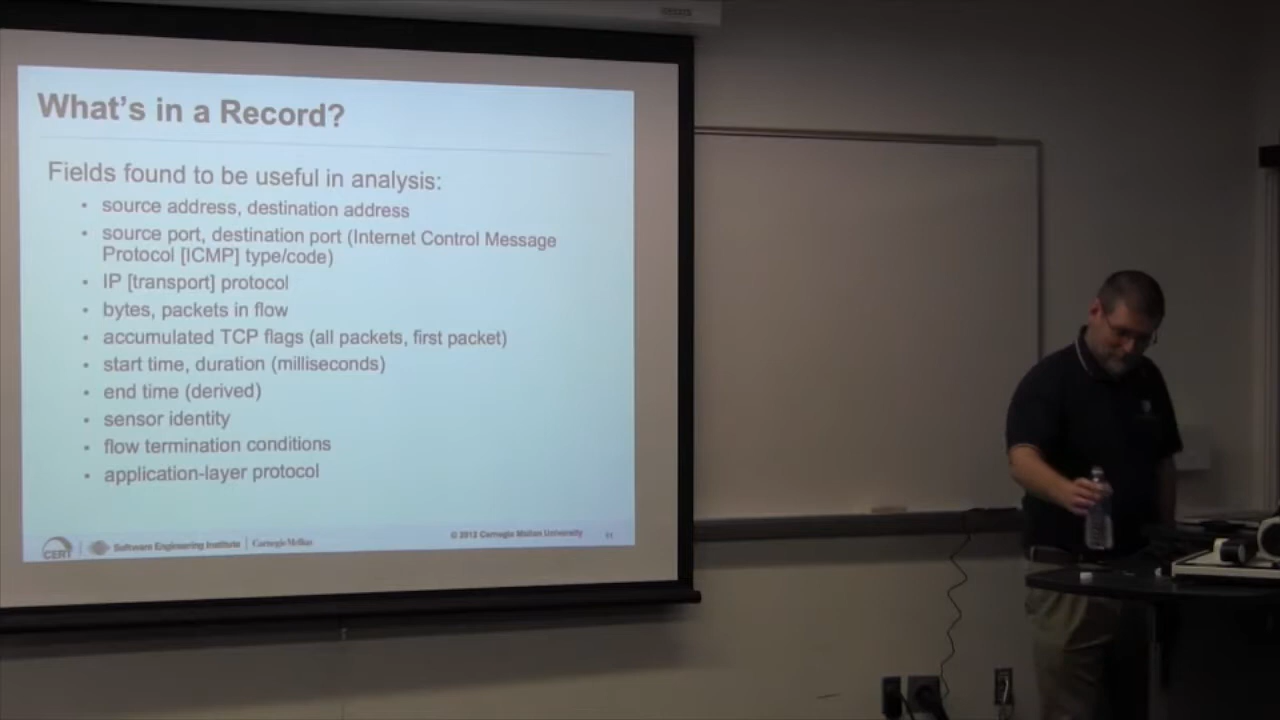 What's in a Record?
Fields found to be useful in analysis:
• source address, destination address
• source port, destination port (Internet Control Message
Protocol [ICMP] type/code)
• IP [transport] protocol
• bytes, packets in flow
• accumulated TCP flags (all packets, first packet)
• start time, duration (milliseconds)
• end time (derived)
• sensor identity
• flow termination conditions
• application-layer protocol
CERT Software Engineering Institute Carnegie Mellon © 2012 Carnegie Mellon University